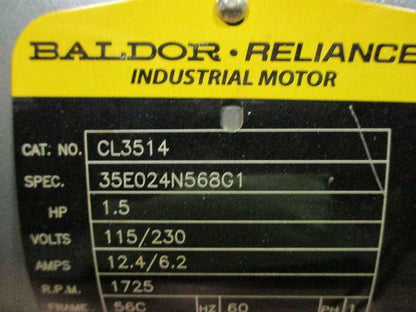 BALDOR • RELIANCE
INDUSTRIAL MOTOR
CAT. NO. CL3514
SPEC. 35E024N568G1
HP 1.5
VOLTS 115/230
AMPS 12.4/6.2
R.P.M. 1725
FRAME 56C HZ 60 PH 1